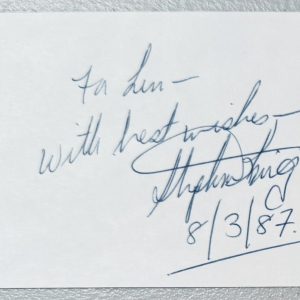 To Len –
with best wishes –
Stephen King
8/3/87.